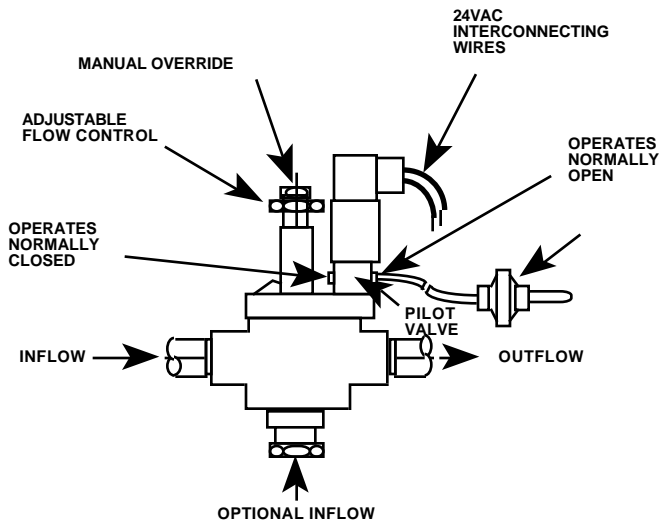 24VAC
INTERCONNECTING
WIRES
MANUAL OVERRIDE
ADJUSTABLE
FLOW CONTROL
OPERATES
NORMALLY
OPEN
OPERATES
NORMALLY
CLOSED
PILOT
VALVE
INFLOW
OUTFLOW
OPTIONAL INFLOW